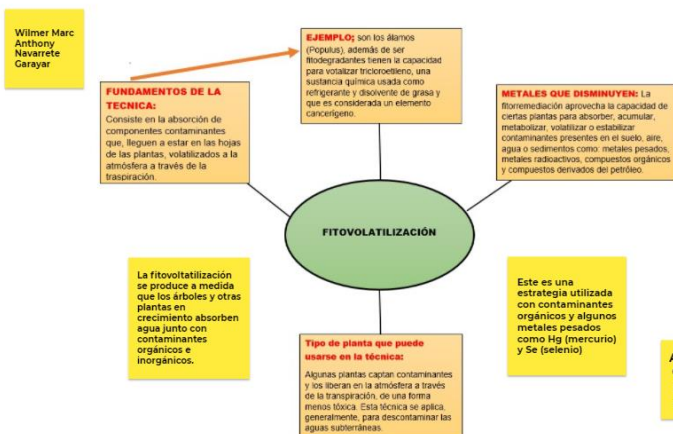 Wilmer Marc
Anthony
Navarrete
Garayar
EJEMPLO; son los álamos
(Populus), además de ser
fitodegradantes tienen la capacidad
para votalizar tricloroetileno, una
sustancia química usada como
refrigerante y disolvente de grasa y
que es considerada un elemento
cancerígeno.
FUNDAMENTOS DE LA
TECNICA:
Consiste en la absorción de
componentes contaminantes
que, lleguen a estar en las hojas
de las plantas, volatilizados a la
atmósfera a través de la
traspiración.
METALES QUE DISMINUYEN: La
fitorremediación aprovecha la capacidad de
ciertas plantas para absorber, acumular,
metabolizar, volatilizar o estabilizar
contaminantes presentes en el suelo, aire,
agua o sedimentos como: metales pesados,
metales radioactivos, compuestos orgánicos
y compuestos derivados del petróleo.
FITOVOLATILIZACIÓN
La fitovoltatilización
se produce a medida
que los árboles y otras
plantas en
crecimiento absorben
agua junto con
contaminantes
orgánicos e
inorgánicos.
Este es una
estrategia utilizada
con contaminantes
orgánicos y algunos
metales pesados
como Hg (mercurio)
y Se (selenio)
Tipo de planta que puede
usarse en la técnica:
Algunas plantas captan contaminantes
y los liberan en la atmósfera a través
de la transpiración, de una forma
menos tóxica. Esta técnica se aplica,
generalmente, para descontaminar las
aguas subterráneas.